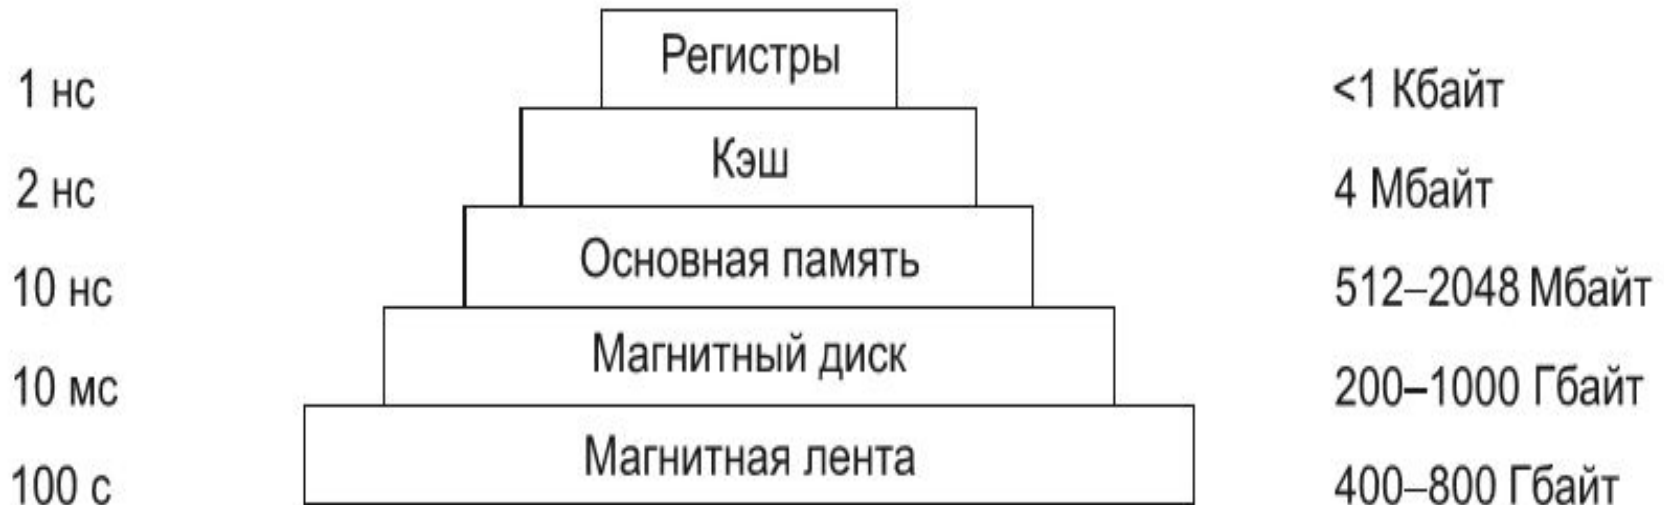 Регистры
1 нс <1 Кбайт
Кэш
2 нс 4 Мбайт
Основная память
10 нс 512–2048 Мбайт
Магнитный диск
10 мс 200–1000 Гбайт
Магнитная лента
100 с 400–800 Гбайт